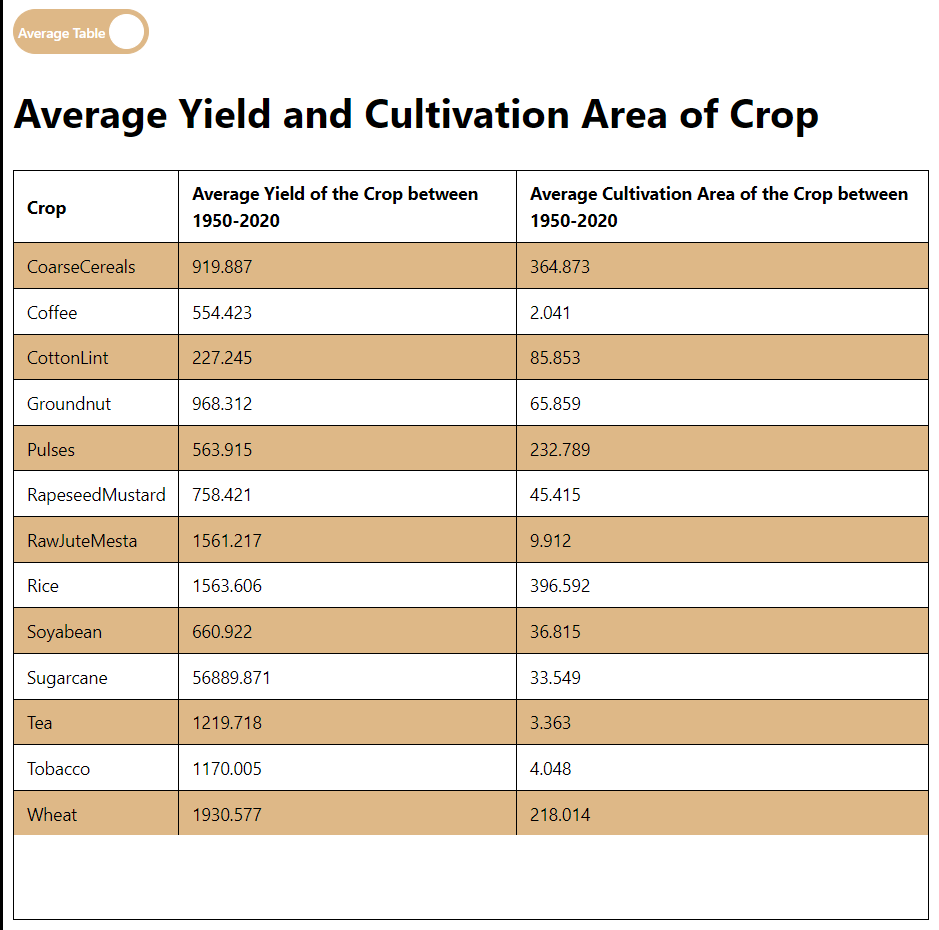 Average Table
Average Yield and Cultivation Area of Crop
Crop Average Yield of the Crop between 1950-2020 Average Cultivation Area of the Crop between 1950-2020
CoarseCereals 919.887 364.873
Coffee 554.423 2.041
CottonLint 227.245 85.853
Groundnut 968.312 65.859
Pulses 563.915 232.789
RapeseedMustard 758.421 45.415
RawJuteMesta 1561.217 9.912
Rice 1563.606 396.592
Soyabean 660.922 36.815
Sugarcane 56889.871 33.549
Tea 1219.718 3.363
Tobacco 1170.005 4.048
Wheat 1930.577 218.014